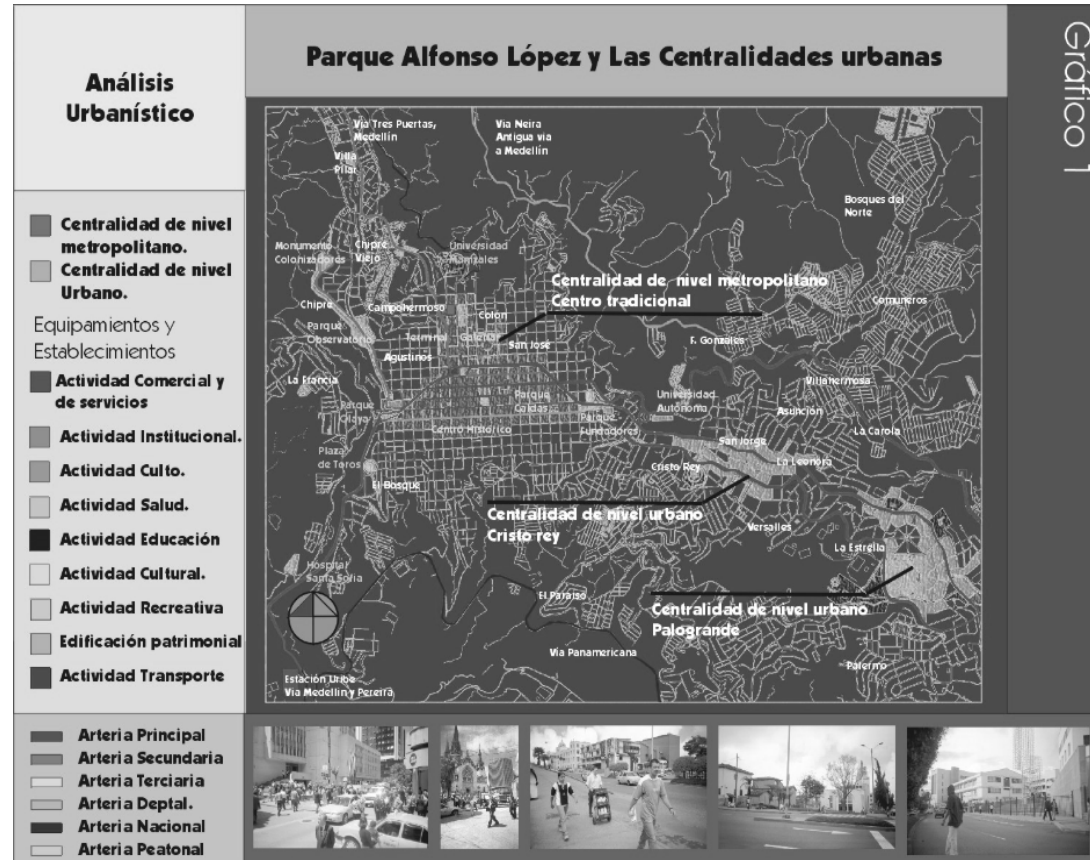 Análisis
Urbanístico
Parque Alfonso López y Las Centralidades urbanas
Gráfico 1
Centralidad de nivel
metropolitano.
Centralidad de nivel
Urbano.
Equipamientos y
Establecimientos
Actividad Comercial y
de servicios
Actividad Institucional.
Actividad Culto.
Actividad Salud.
Actividad Educación
Actividad Cultural.
Actividad Recreativa
Edificación patrimonial
Actividad Transporte
Arteria Principal
Arteria Secundaria
Arteria Terciaria
Arteria Deptal.
Arteria Nacional
Arteria Peatonal
Vía Tres Puertas,
Medellín
Vía Neira
Antigua via
a Medellín
Villa
Pilar
Bosques del
Norte
Monumento
Colonizadores
Chipre
Viejo
Universidad
Manizales
Centralidad de nivel metropolitano
Centro tradicional
Comuneros
Chipre
Campohermoso
Colon
Parque
Observatorio
Terminal
Galerias
San José
F. Gonzales
Agustinos
La Francia
Villahermosa
Parque
Olaya
Parque
Caldas
Universidad
Autónoma
Asunción
Centro Histórico
Parque
Fundadores
La Carola
San Jorge
Plaza
de Toros
Cristo Rey
La Leonora
El Bosque
Centralidad de nivel urbano
Cristo rey
Versalles
La Estrella
Hospital
Santa Sofia
El Paraiso
Centralidad de nivel urbano
Palogrande
Vía Panamericana
Palermo
Estación Uribe
Via Medellin y Pereira